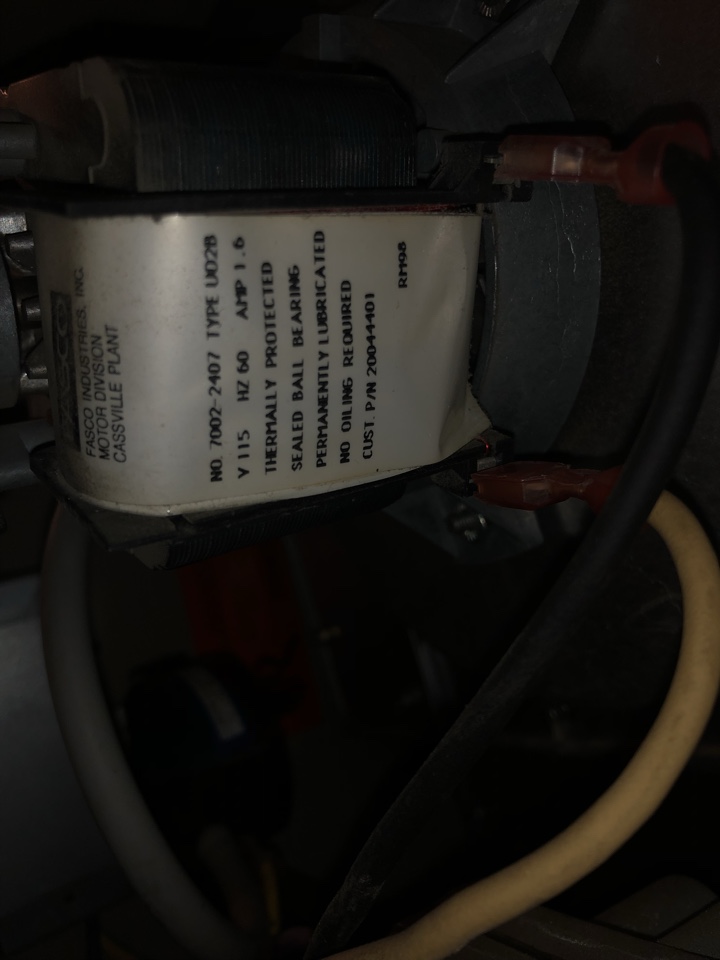 FASCO
FASCO INDUSTRIES, INC.
MOTOR DIVISION
CASSVILLE PLANT
NO. 7002-2407 TYPE U02B
V 115 HZ 60 AMP 1.6
THERMALLY PROTECTED
SEALED BALL BEARING
PERMANENTLY LUBRICATED
NO OILING REQUIRED
CUST. P/N 20044401
RM98